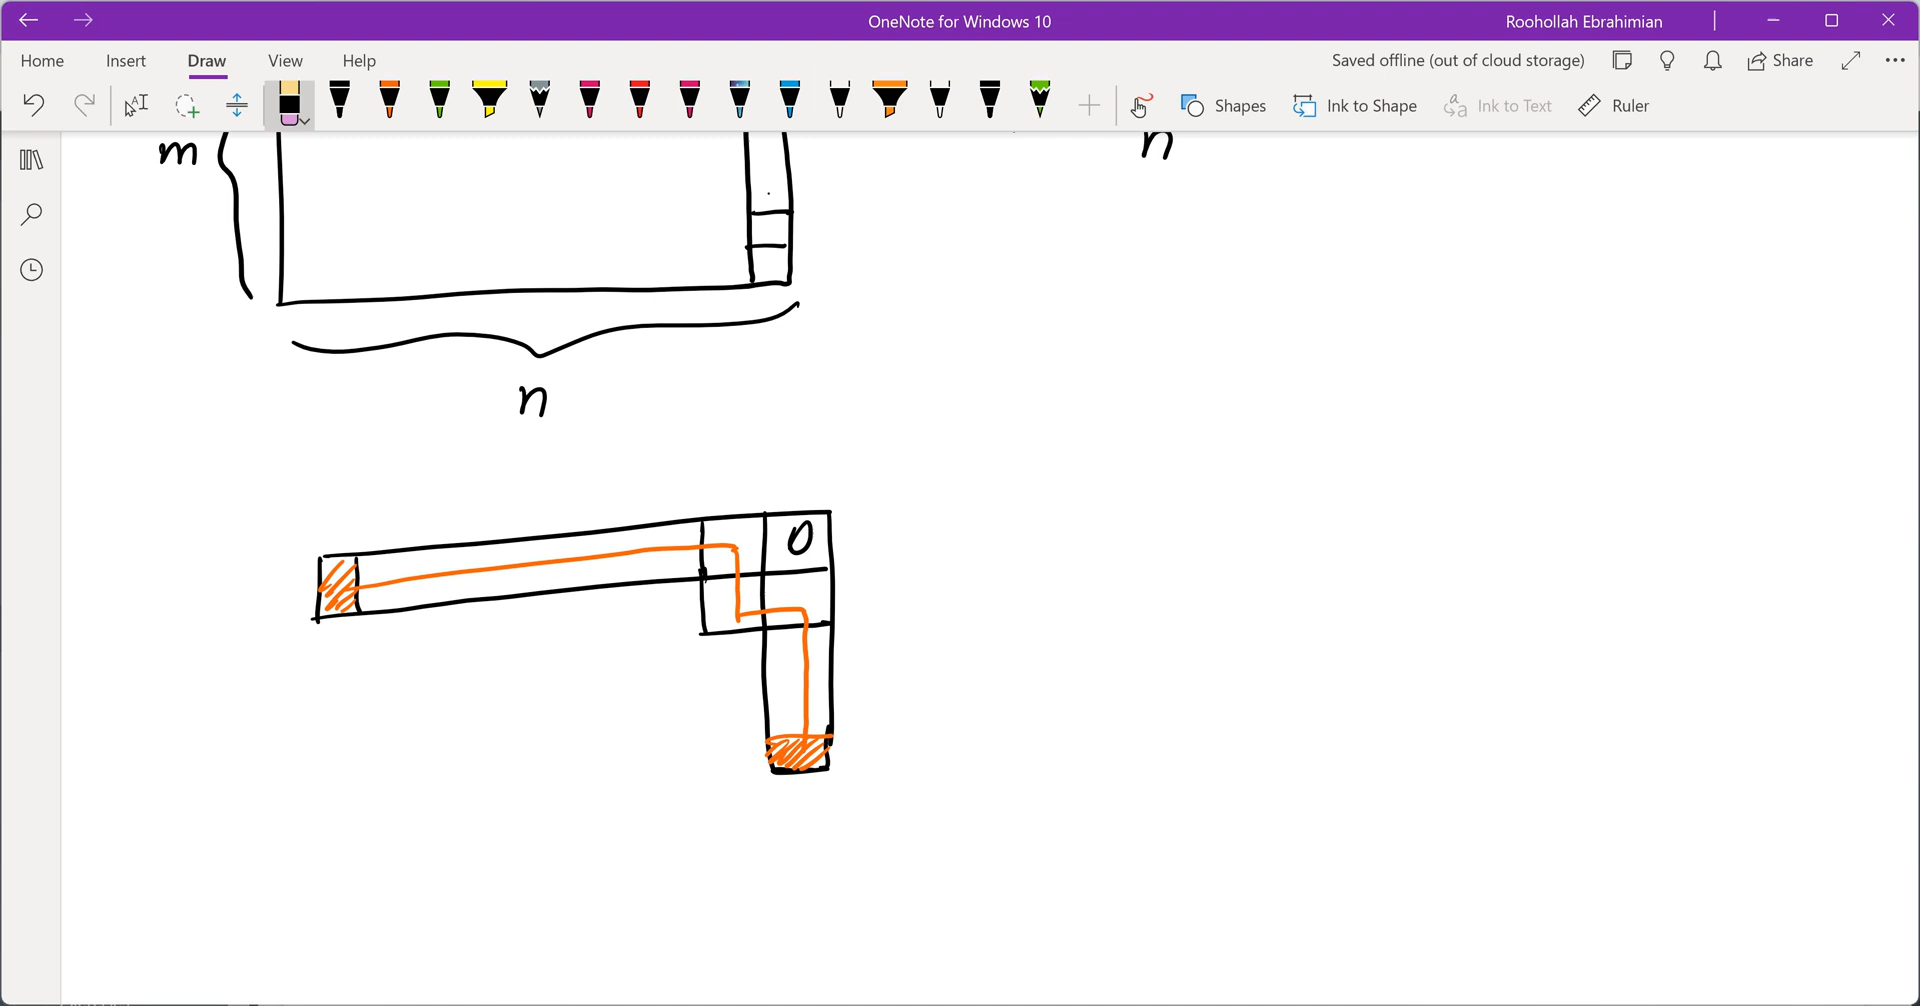 OneNote for Windows 10
Roohollah Ebrahimian
Home Insert Draw View Help
Saved offline (out of cloud storage)
Share
Shapes
Ink to Shape
Ink to Text
Ruler
m
n
n
0